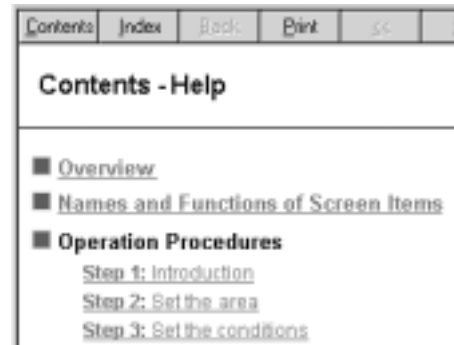 Contents Index Back Print <<
Contents - Help
Overview
Names and Functions of Screen Items
Operation Procedures
Step 1: Introduction
Step 2: Set the area
Step 3: Set the conditions